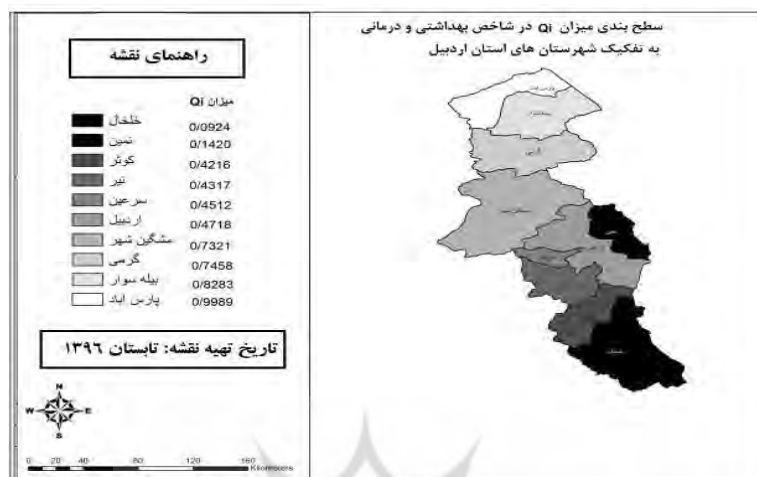 سطح بندی میزان Qi در شاخص بهداشتی و درمانی
به تفکیک شهرستان های استان اردبیل
راهنمای نقشه
میزان Qi
خلخال 0/0924
نمین 0/1420
کوثر 0/4216
نیر 0/4317
سرعین 0/4512
اردبیل 0/4718
مشگین شهر 0/7321
گرمی 0/7458
بیله سوار 0/8283
پارس اباد 0/9989
تاریخ تهیه نقشه: تابستان ۱۳۹۶
N
W E
S
0 20 40 80 120 160
Kilometers
گرمی